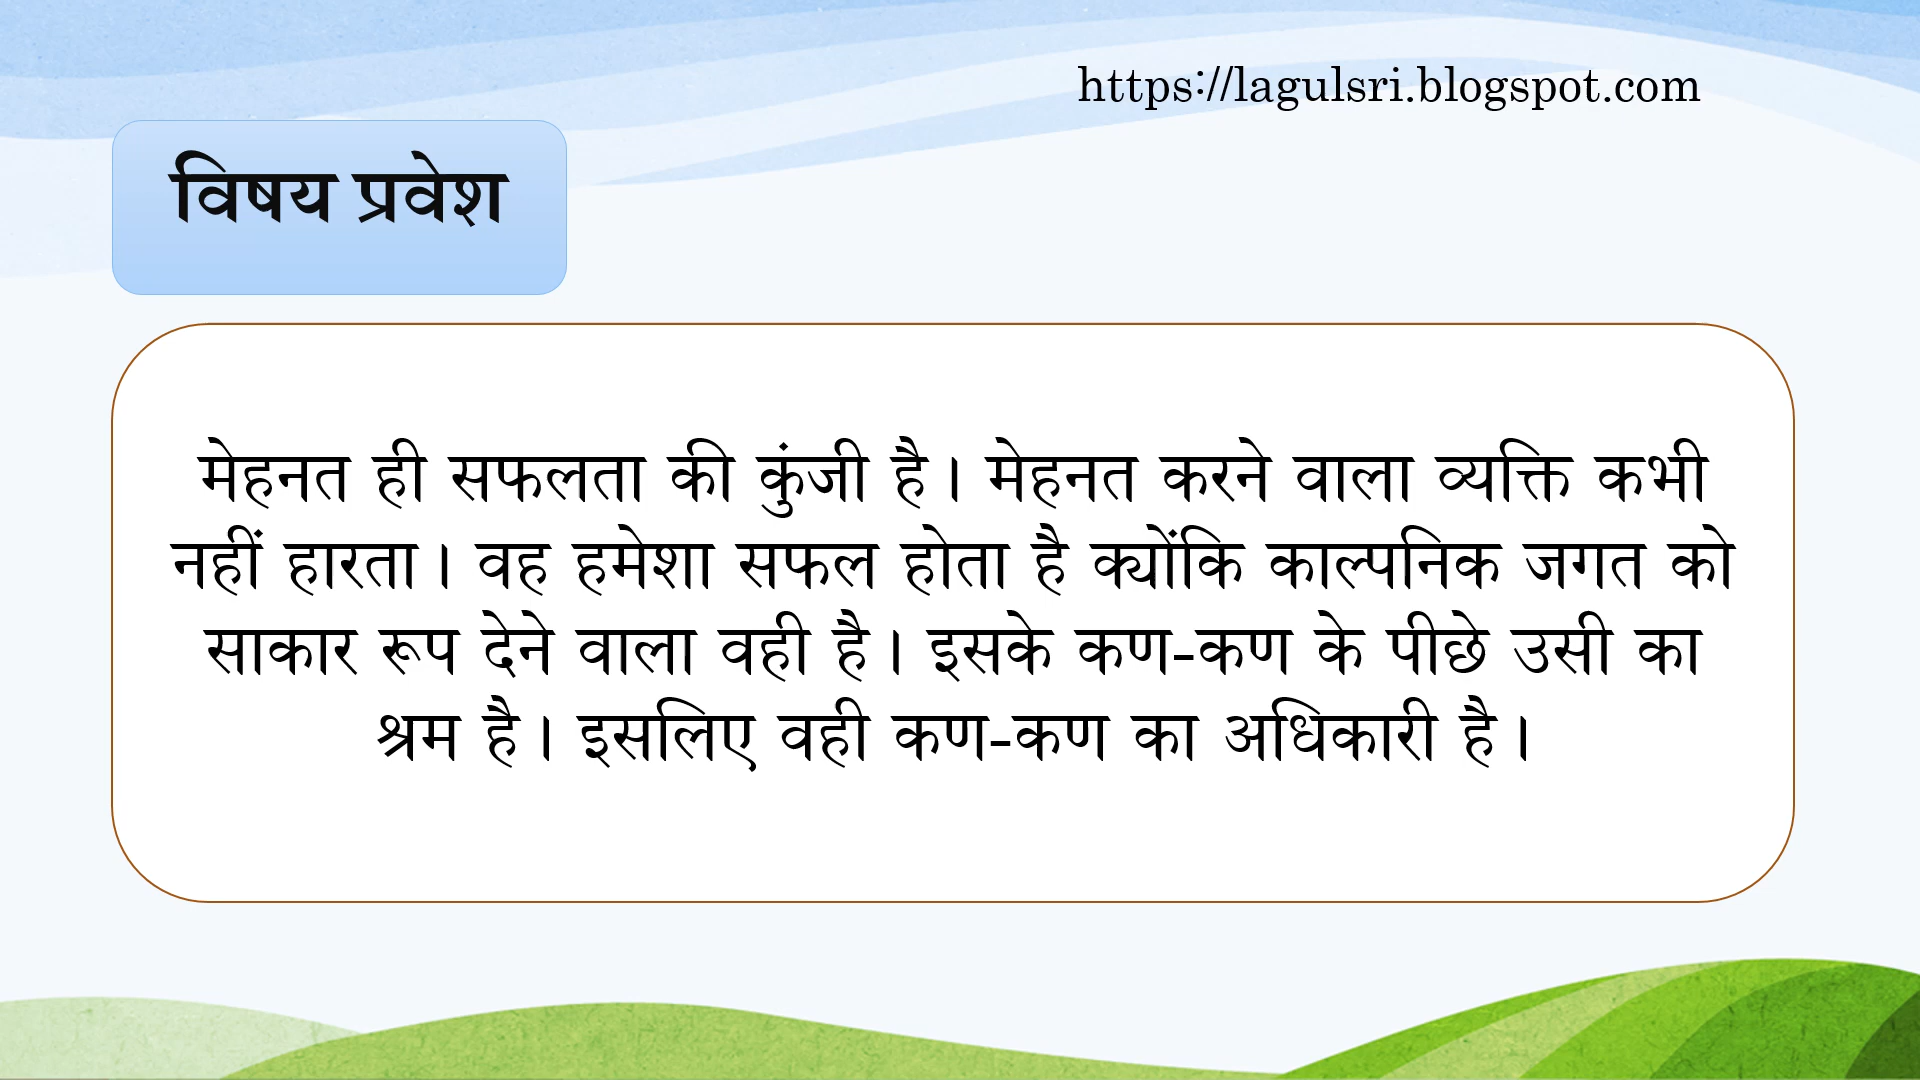 https://lagulsri.blogspot.com
विषय प्रवेश
मेहनत ही सफलता की कुंजी है। मेहनत करने वाला व्यक्ति कभी
नहीं हारता। वह हमेशा सफल होता है क्योंकि काल्पनिक जगत को
साकार रूप देने वाला वही है। इसके कण-कण के पीछे उसी का
श्रम है। इसलिए वही कण-कण का अधिकारी है।